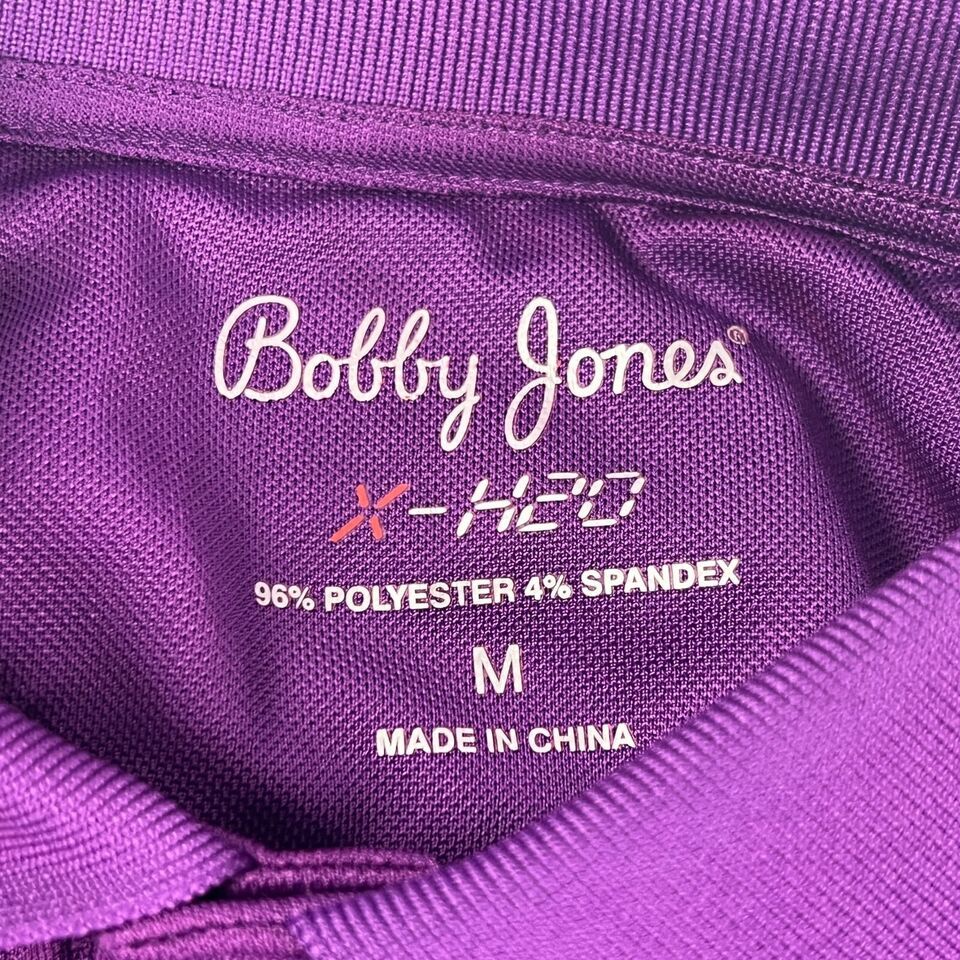 Bobby Jones®
X-H2O
96% POLYESTER 4% SPANDEX
M
MADE IN CHINA